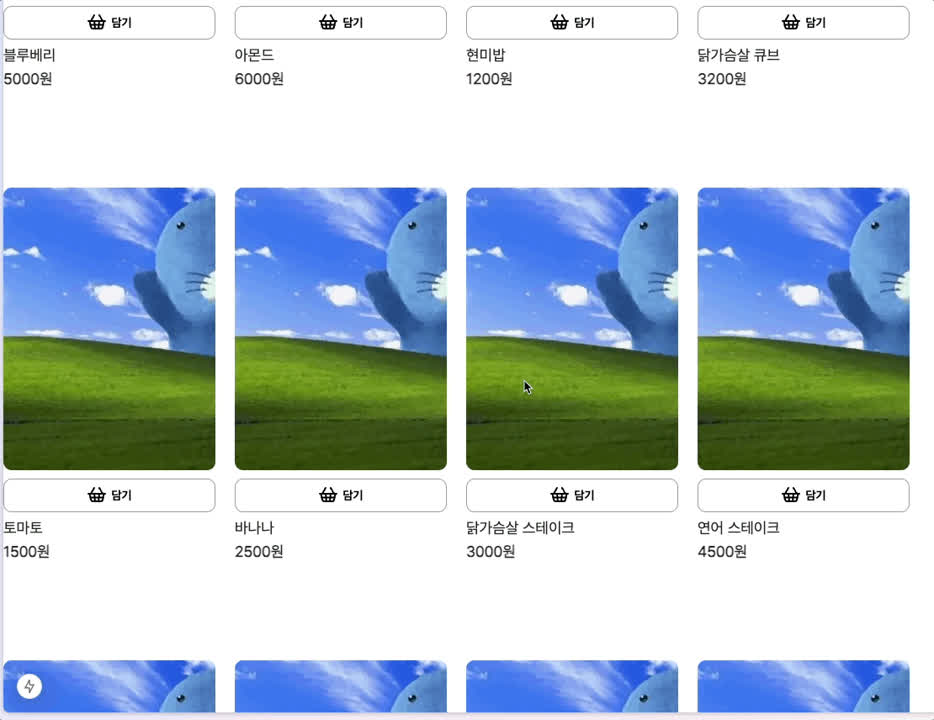 담기 담기 담기 담기
블루베리 아몬드 현미밥 닭가슴살 큐브
5000원 6000원 1200원 3200원
담기 담기 담기 담기
토마토 바나나 닭가슴살 스테이크 연어 스테이크
1500원 2500원 3000원 4500원